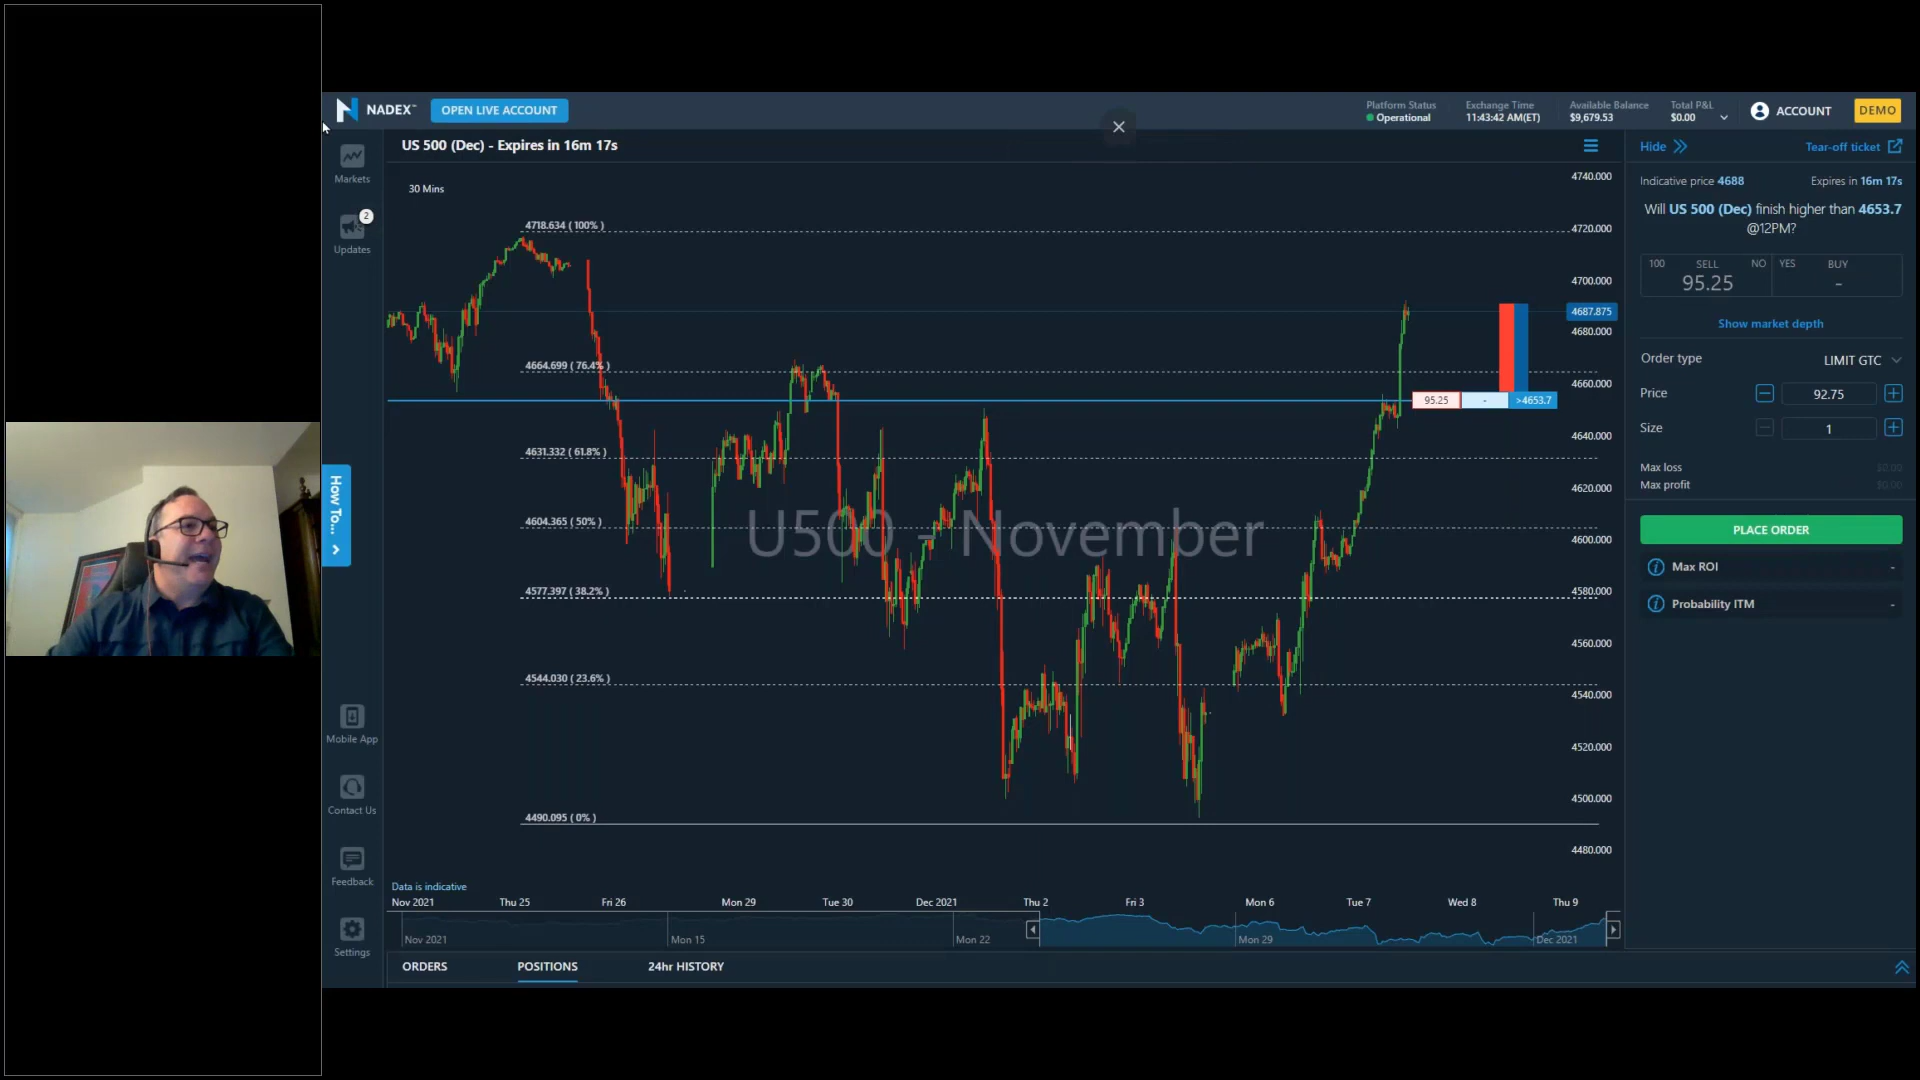 NADEX
OPEN LIVE ACCOUNT
Platform Status
Operational
Exchange Time
11:43:42 AM(ET)
Available Balance
$9,679.53
Total P&L
$0.00
ACCOUNT
DEMO
Markets
2
Updates
How To...
Mobile App
Contact Us
Feedback
Settings
US 500 (Dec) - Expires in 16m 17s
30 Mins
4718.634 ( 100% )
4664.699 ( 76.4% )
4631.332 ( 61.8% )
4604.365 ( 50% )
4577.397 ( 38.2% )
4544.030 ( 23.6% )
4490.095 ( 0% )
U500 - November
95.25 - >4653.7
4740.000
4720.000
4700.000
4687.875
4680.000
4660.000
4640.000
4620.000
4600.000
4580.000
4560.000
4540.000
4520.000
4500.000
4480.000
Data is indicative
Nov 2021 Thu 25 Fri 26 Mon 29 Tue 30 Dec 2021 Thu 2 Fri 3 Mon 6 Tue 7 Wed 8 Thu 9
Nov 2021 Mon 15 Mon 22 Mon 29 Dec 2021
ORDERS POSITIONS 24hr HISTORY
Hide
Tear-off ticket
Indicative price 4688
Expires in 16m 17s
Will US 500 (Dec) finish higher than 4653.7
@12PM?
100 SELL NO YES BUY
95.25 -
Show market depth
Order type LIMIT GTC
Price 92.75
Size 1
Max loss $0.00
Max profit $0.00
PLACE ORDER
Max ROI -
Probability ITM -